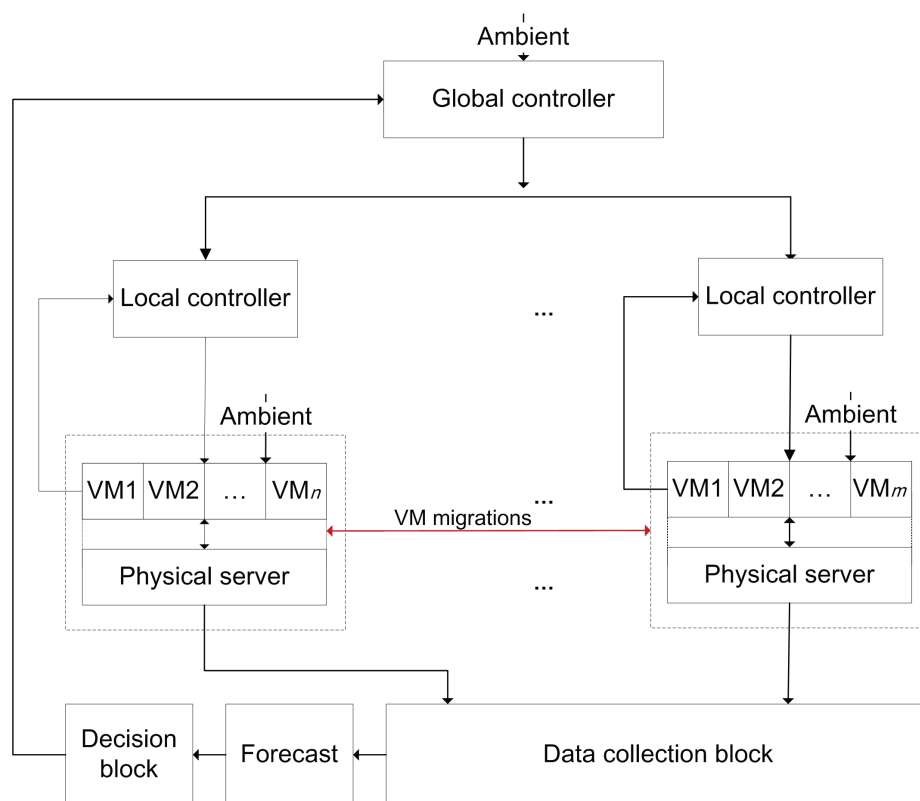 Ambient
Global controller
Local controller
Local controller
...
Ambient
Ambient
VM1 VM2 ... VMn
VM1 VM2 ... VMm
...
VM migrations
Physical server
Physical server
...
Decision
block
Forecast
Data collection block